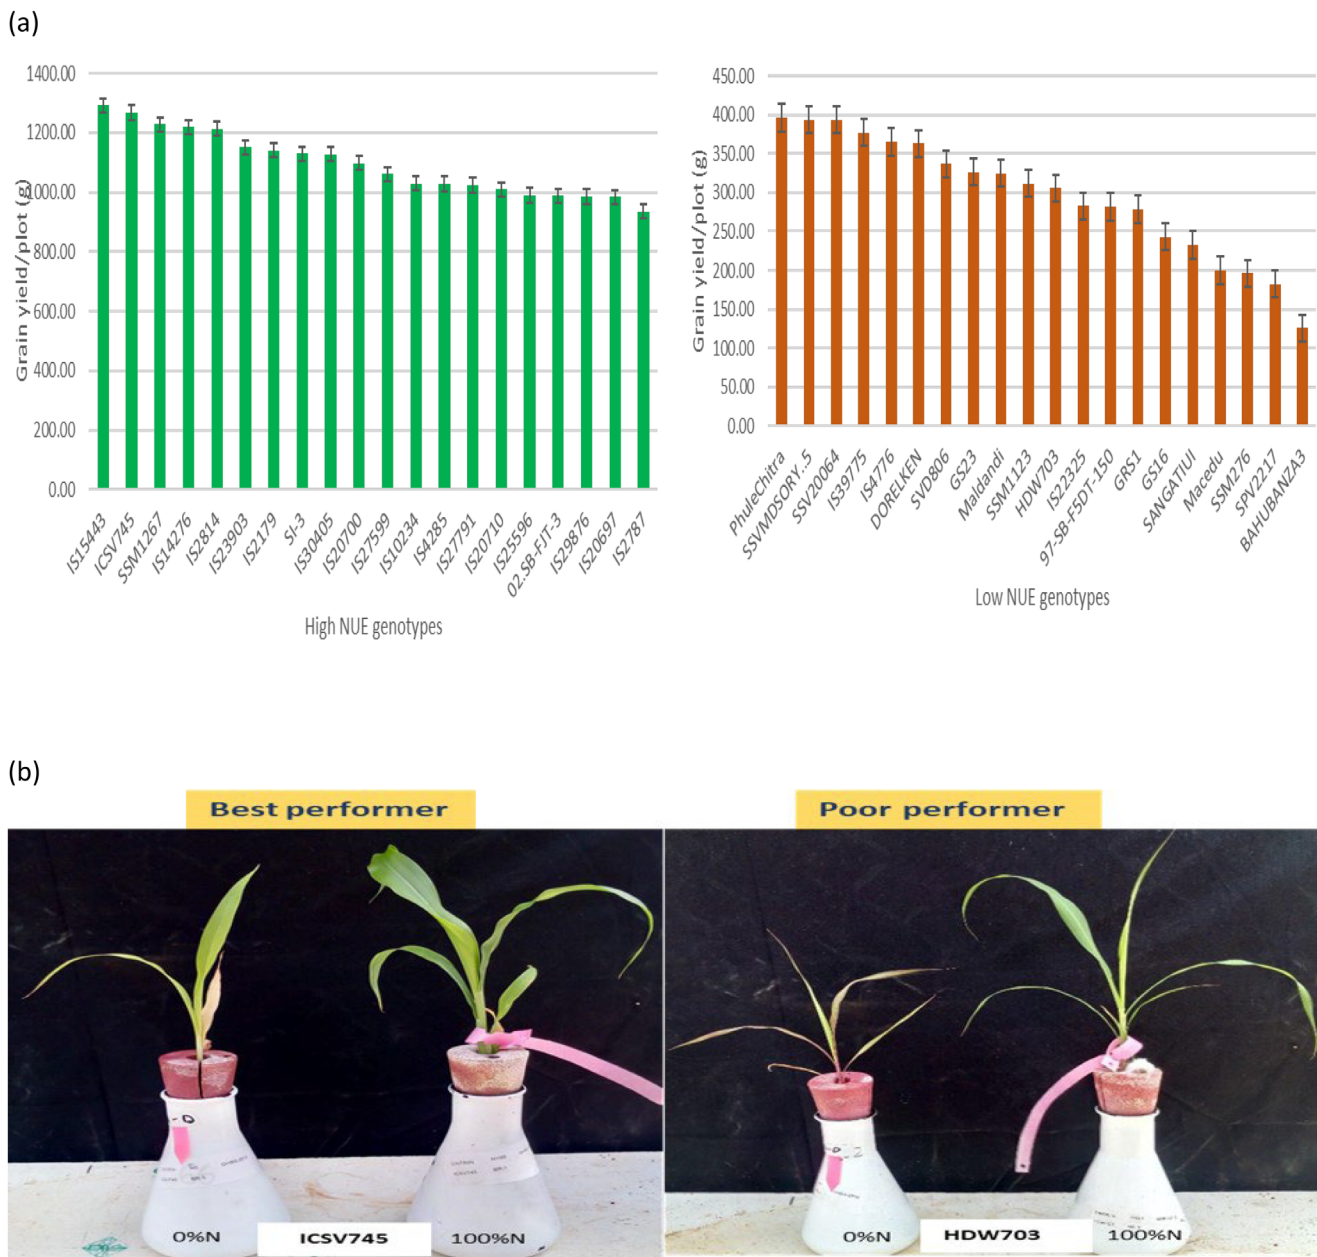 (a)
1400.00
1200.00
1000.00
800.00
600.00
400.00
200.00
0.00
Grain yield/plot (g)
IS15443
ICSV745
SSM1267
IS14276
IS2814
IS23903
IS2179
SJ-3
IS30405
IS20700
IS27599
IS10234
IS4285
IS27791
IS20710
IS25596
02.SB-FJT-3
IS29876
IS20697
IS2787
High NUE genotypes
450.00
400.00
350.00
300.00
250.00
200.00
150.00
100.00
50.00
0.00
Grain yield/plot (g)
PhuleChitra
SSVMDSORY..5
SSV20064
IS39775
IS4776
DORELKEN
SVD806
GS23
Maldandi
SSM1123
HDW703
IS22325
97-SB-F5DT-150
GRS1
GS16
SANGATIUI
Macedu
SSM276
SPV2217
BAHUBANZA3
Low NUE genotypes
(b)
Best performer
Poor performer
0%N
ICSV745
100%N
0%N
HDW703
100%N